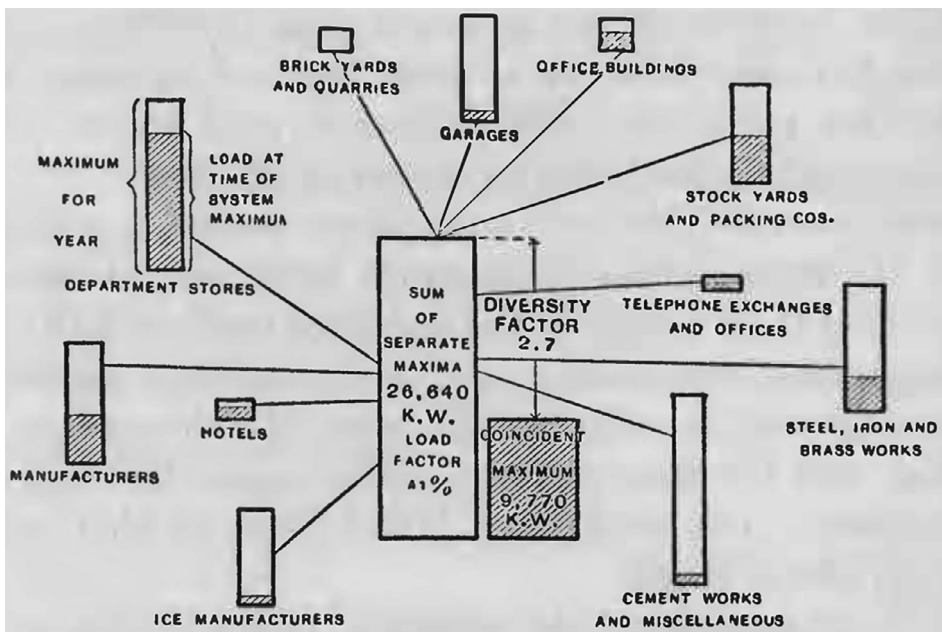 BRICK YARDS
AND QUARRIES
GARAGES
OFFICE BUILDINGS
MAXIMUM
FOR
YEAR
LOAD AT
TIME OF
SYSTEM
MAXIMUM
DEPARTMENT STORES
STOCK YARDS
AND PACKING COS.
SUM
OF
SEPARATE
MAXIMA
26,640
K.W.
LOAD
FACTOR
41%
DIVERSITY
FACTOR
2.7
TELEPHONE EXCHANGES
AND OFFICES
COINCIDENT
MAXIMUM
9,770
K.W.
STEEL, IRON AND
BRASS WORKS
MANUFACTURERS
HOTELS
ICE MANUFACTURERS
CEMENT WORKS
AND MISCELLANEOUS